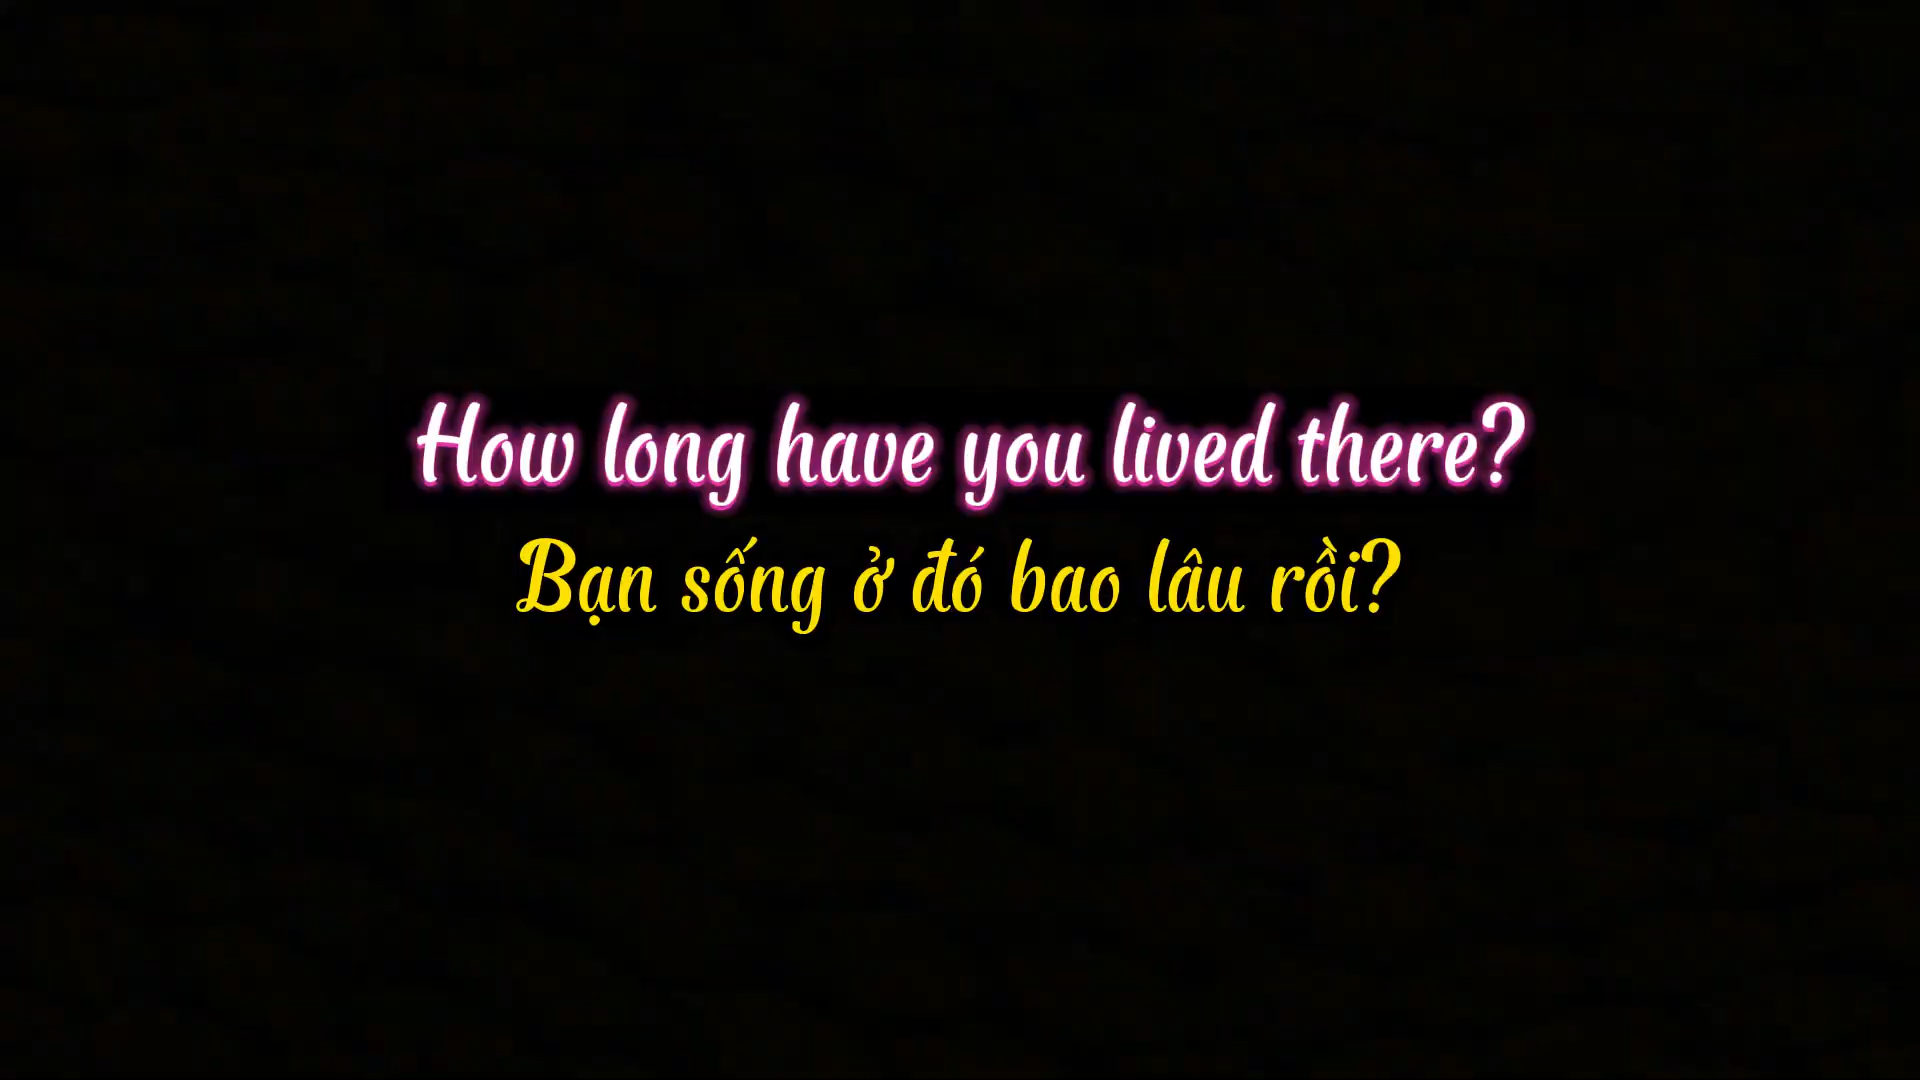 How long have you lived there?
Bạn sống ở đó bao lâu rồi?